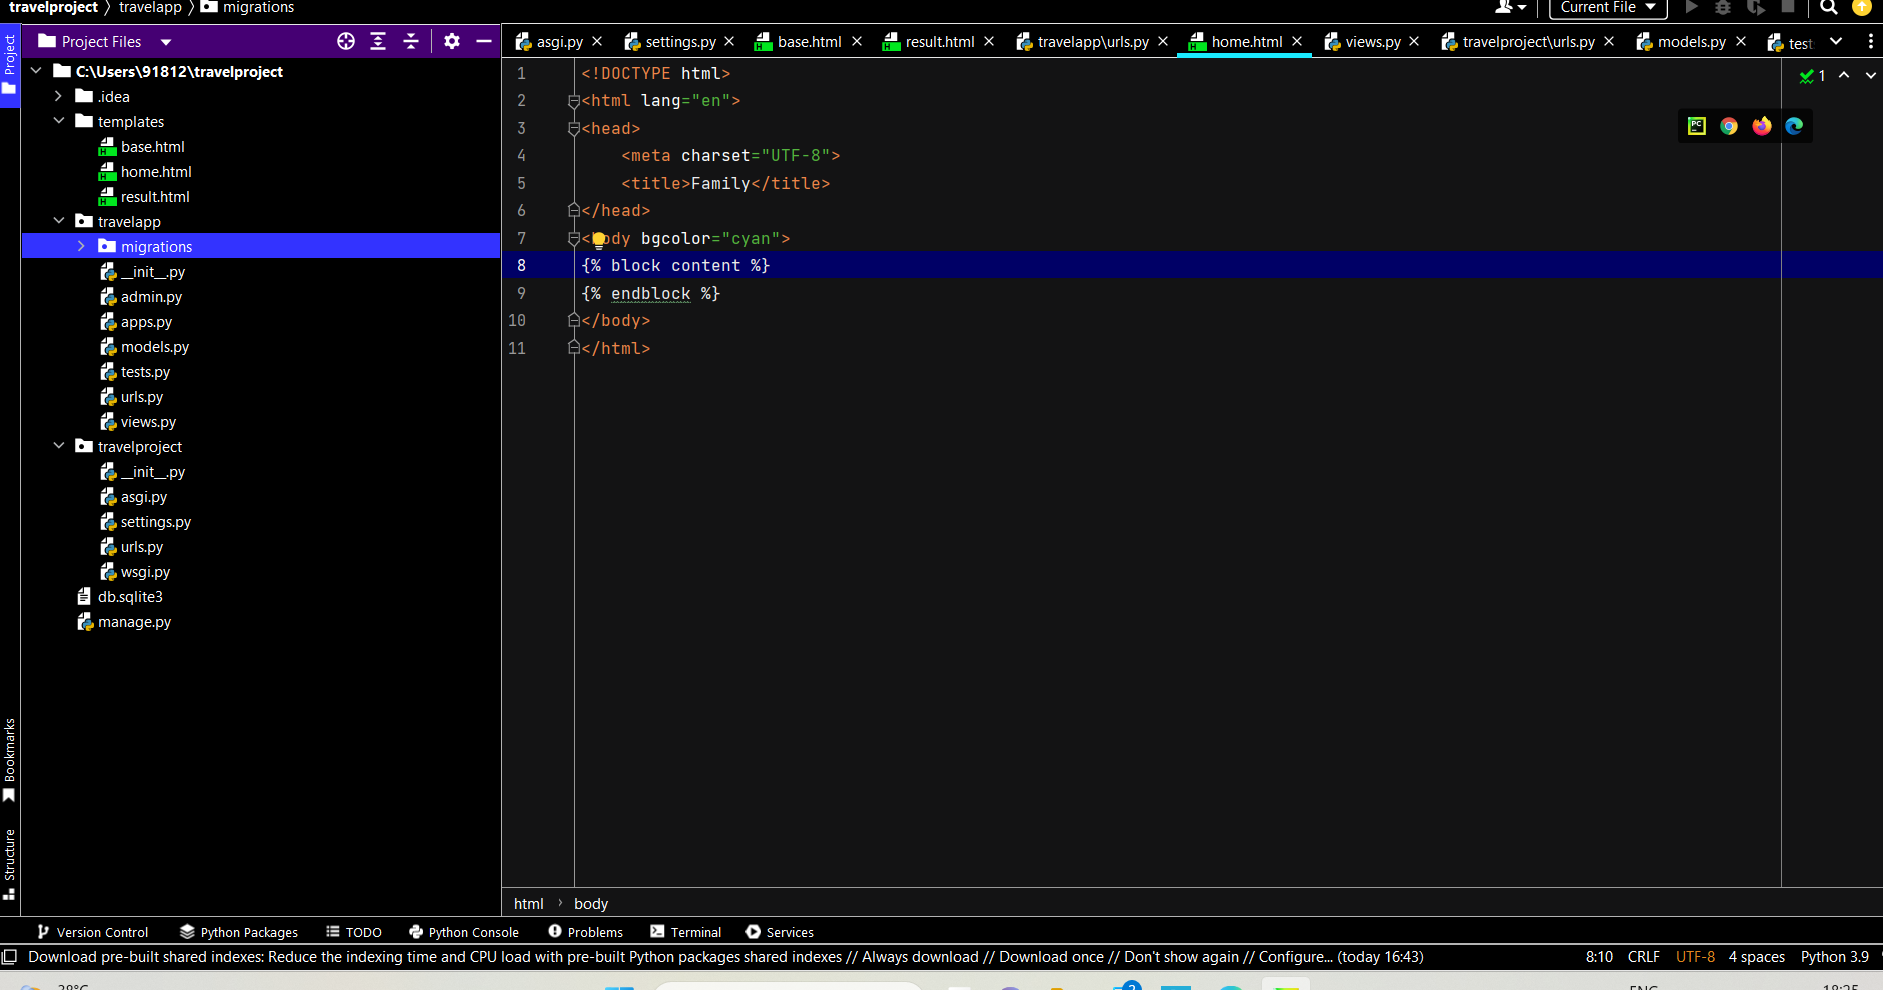 travelproject travelapp migrations Current File
Project Files
asgi.py settings.py base.html result.html travelapp\urls.py home.html views.py travelproject\urls.py models.py test
Project
C:\Users\91812\travelproject
.idea
templates
base.html
home.html
result.html
travelapp
migrations
__init__.py
admin.py
apps.py
models.py
tests.py
urls.py
views.py
travelproject
__init__.py
asgi.py
settings.py
urls.py
wsgi.py
db.sqlite3
manage.py
Bookmarks
Structure
1 <!DOCTYPE html>
2 <html lang="en">
3 <head>
4 <meta charset="UTF-8">
5 <title>Family</title>
6 </head>
7 <body bgcolor="cyan">
8 {% block content %}
9 {% endblock %}
10 </body>
11 </html>
1
html body
Version Control Python Packages TODO Python Console Problems Terminal Services
Download pre-built shared indexes: Reduce the indexing time and CPU load with pre-built Python packages shared indexes // Always download // Download once // Don't show again // Configure... (today 16:43) 8:10 CRLF UTF-8 4 spaces Python 3.9
38°C 2 ENG 18:25